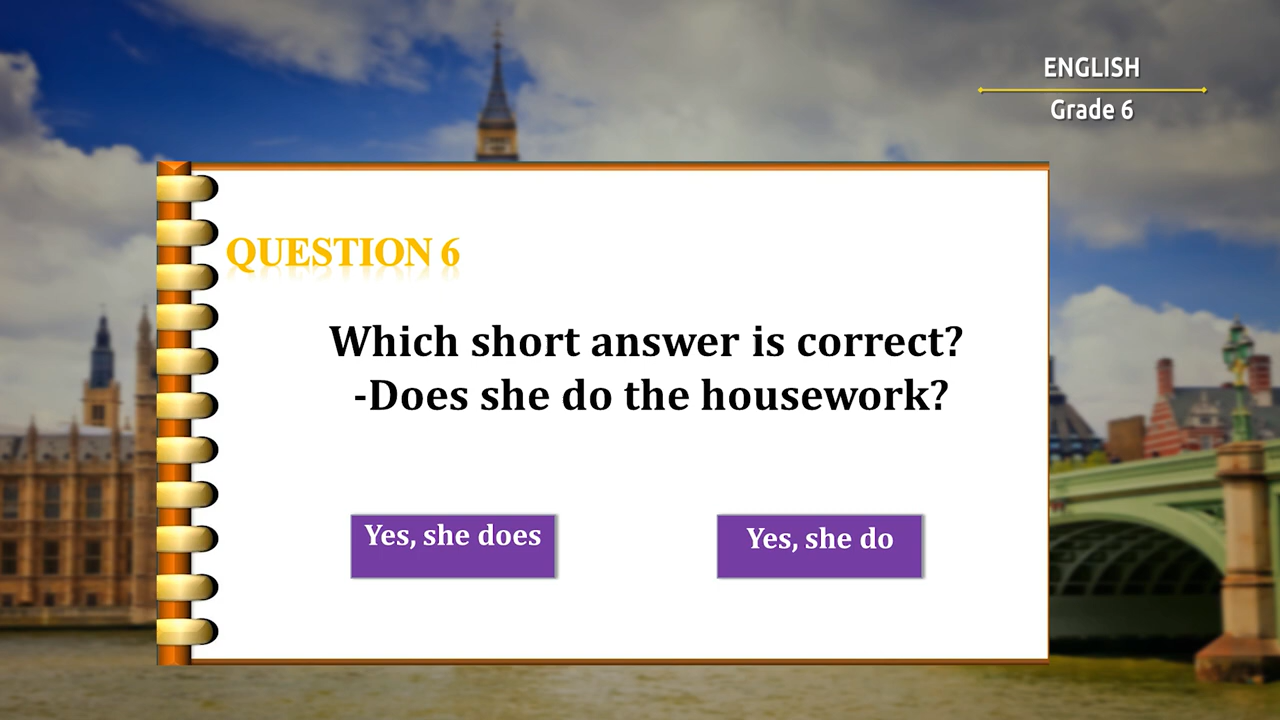 ENGLISH
Grade 6
QUESTION 6
Which short answer is correct?
-Does she do the housework?
Yes, she does
Yes, she do